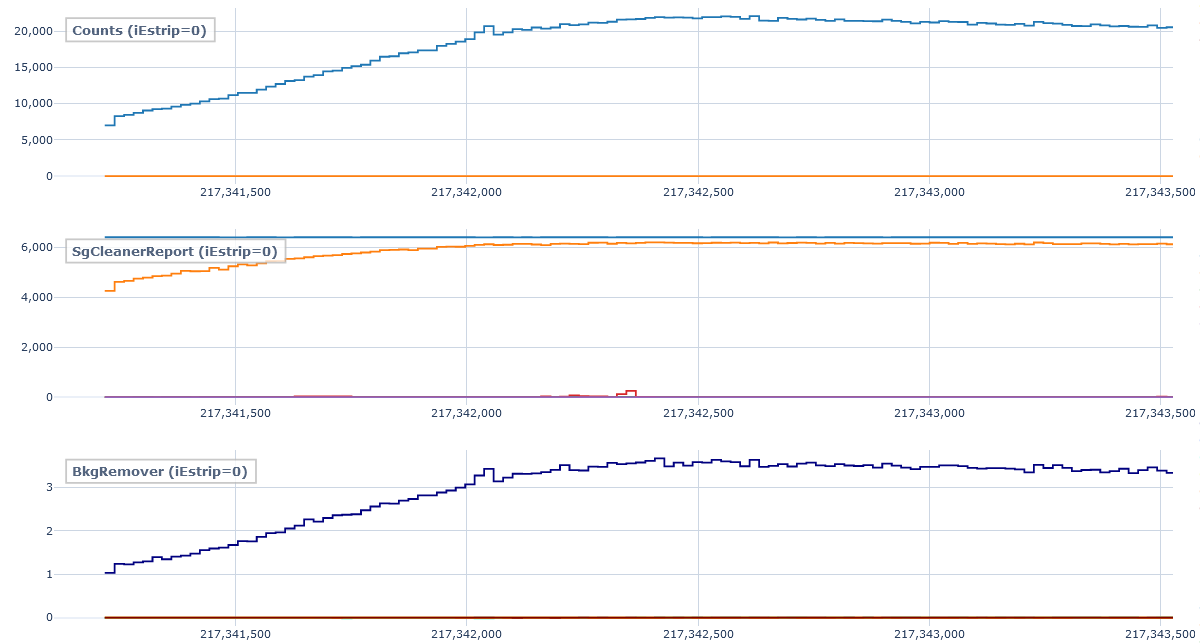 Counts (iEstrip=0)
20,000
15,000
10,000
5,000
0
217,341,500 217,342,000 217,342,500 217,343,000 217,343,500
SgCleanerReport (iEstrip=0)
6,000
4,000
2,000
0
217,341,500 217,342,000 217,342,500 217,343,000 217,343,500
BkgRemover (iEstrip=0)
3
2
1
0
217,341,500 217,342,000 217,342,500 217,343,000 217,343,500